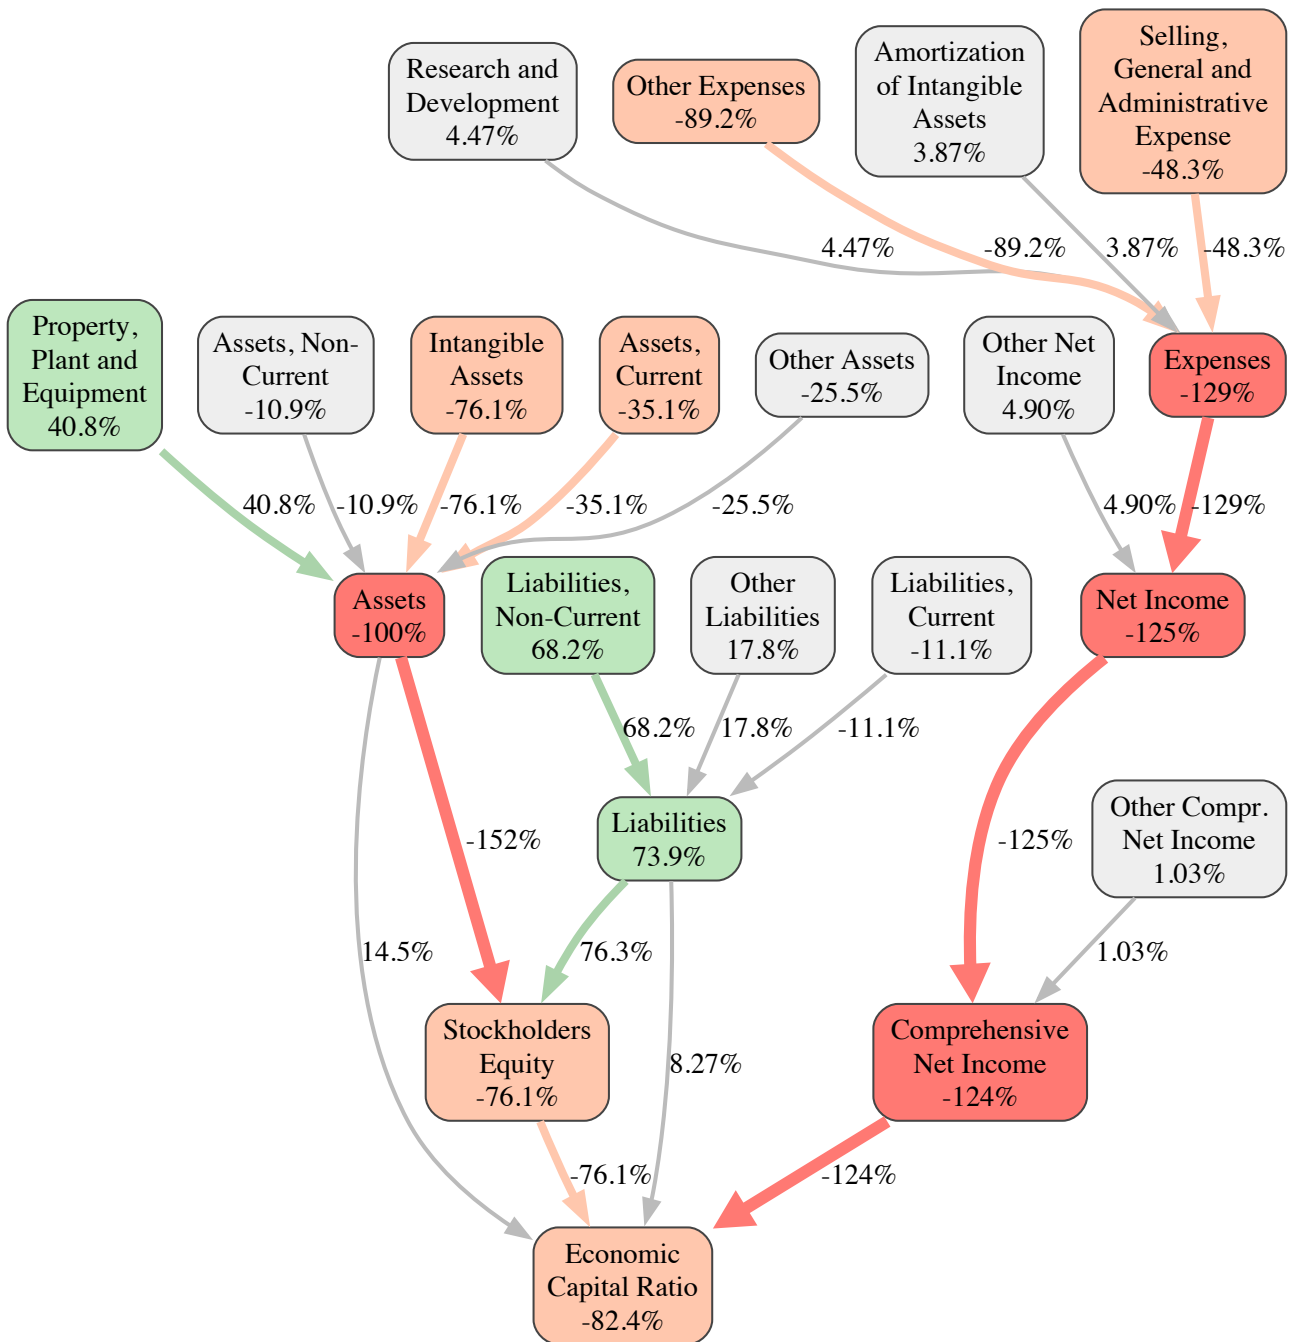 Research and
Development
4.47%
Other Expenses
-89.2%
Amortization
of Intangible
Assets
3.87%
Selling,
General and
Administrative
Expense
-48.3%
4.47%
-89.2%
3.87%
-48.3%
Property,
Plant and
Equipment
40.8%
Assets, Non-
Current
-10.9%
Intangible
Assets
-76.1%
Assets,
Current
-35.1%
Other Assets
-25.5%
Other Net
Income
4.90%
Expenses
-129%
40.8%
-10.9%
-76.1%
-35.1%
-25.5%
4.90%
-129%
Assets
-100%
Liabilities,
Non-Current
68.2%
Other
Liabilities
17.8%
Liabilities,
Current
-11.1%
Net Income
-125%
68.2%
17.8%
-11.1%
-152%
Liabilities
73.9%
-125%
Other Compr.
Net Income
1.03%
14.5%
76.3%
1.03%
Stockholders
Equity
-76.1%
8.27%
Comprehensive
Net Income
-124%
-76.1%
-124%
Economic
Capital Ratio
-82.4%